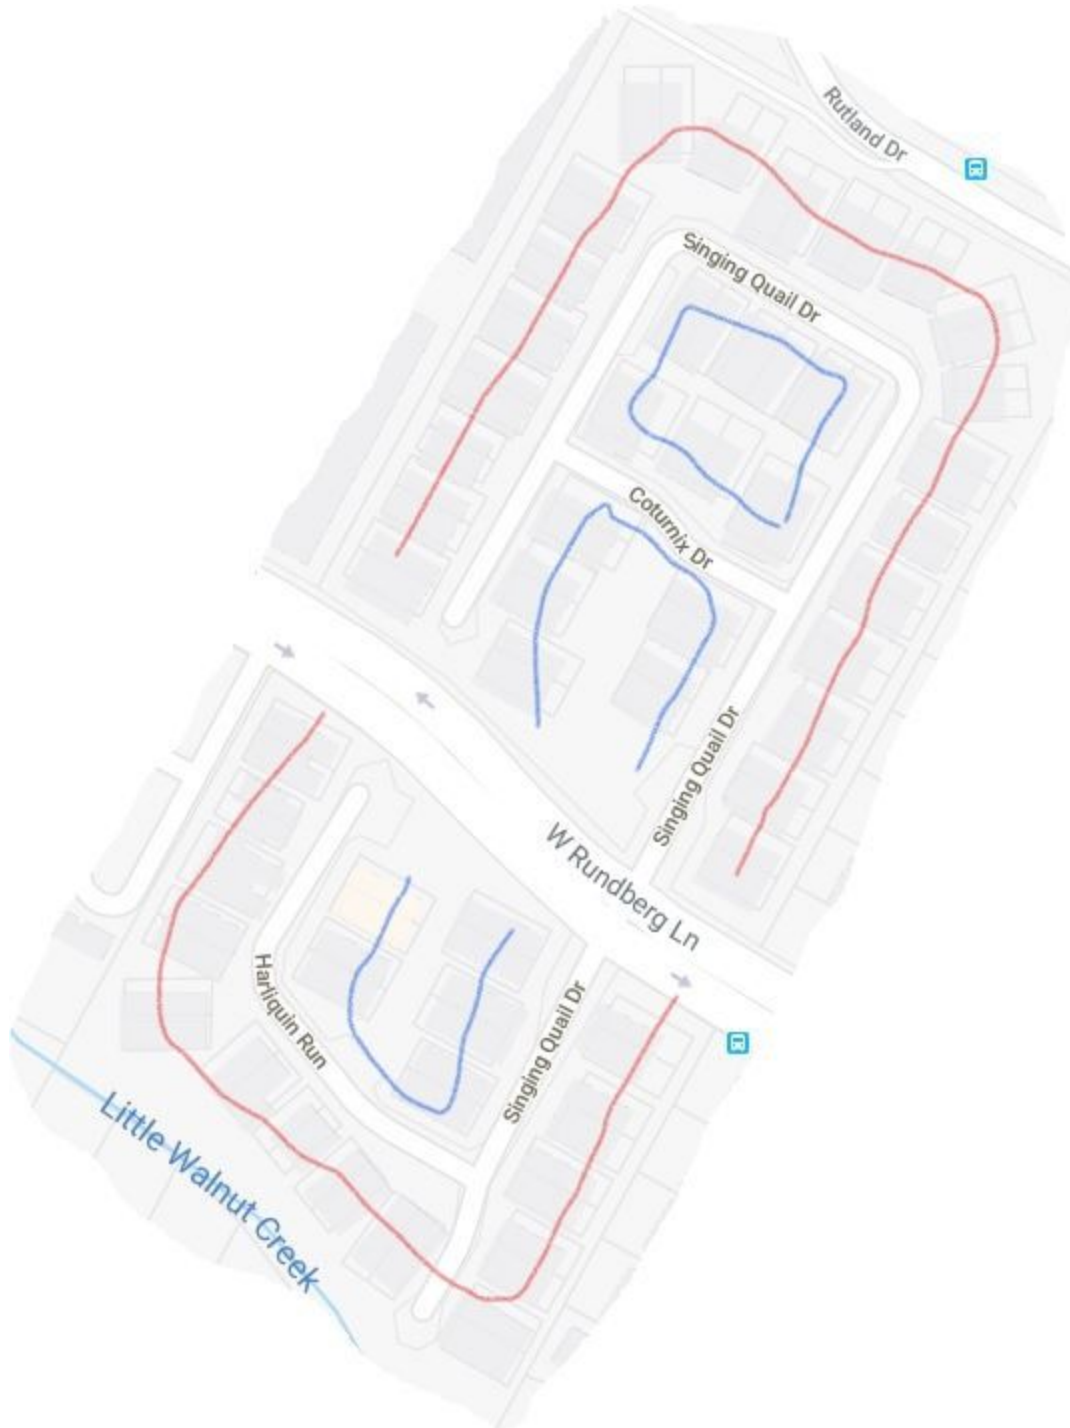 Rutland Dr
Singing Quail Dr
Coturnix Dr
Singing Quail Dr
W Rundberg Ln
Harliquin Run
Singing Quail Dr
Little Walnut Creek